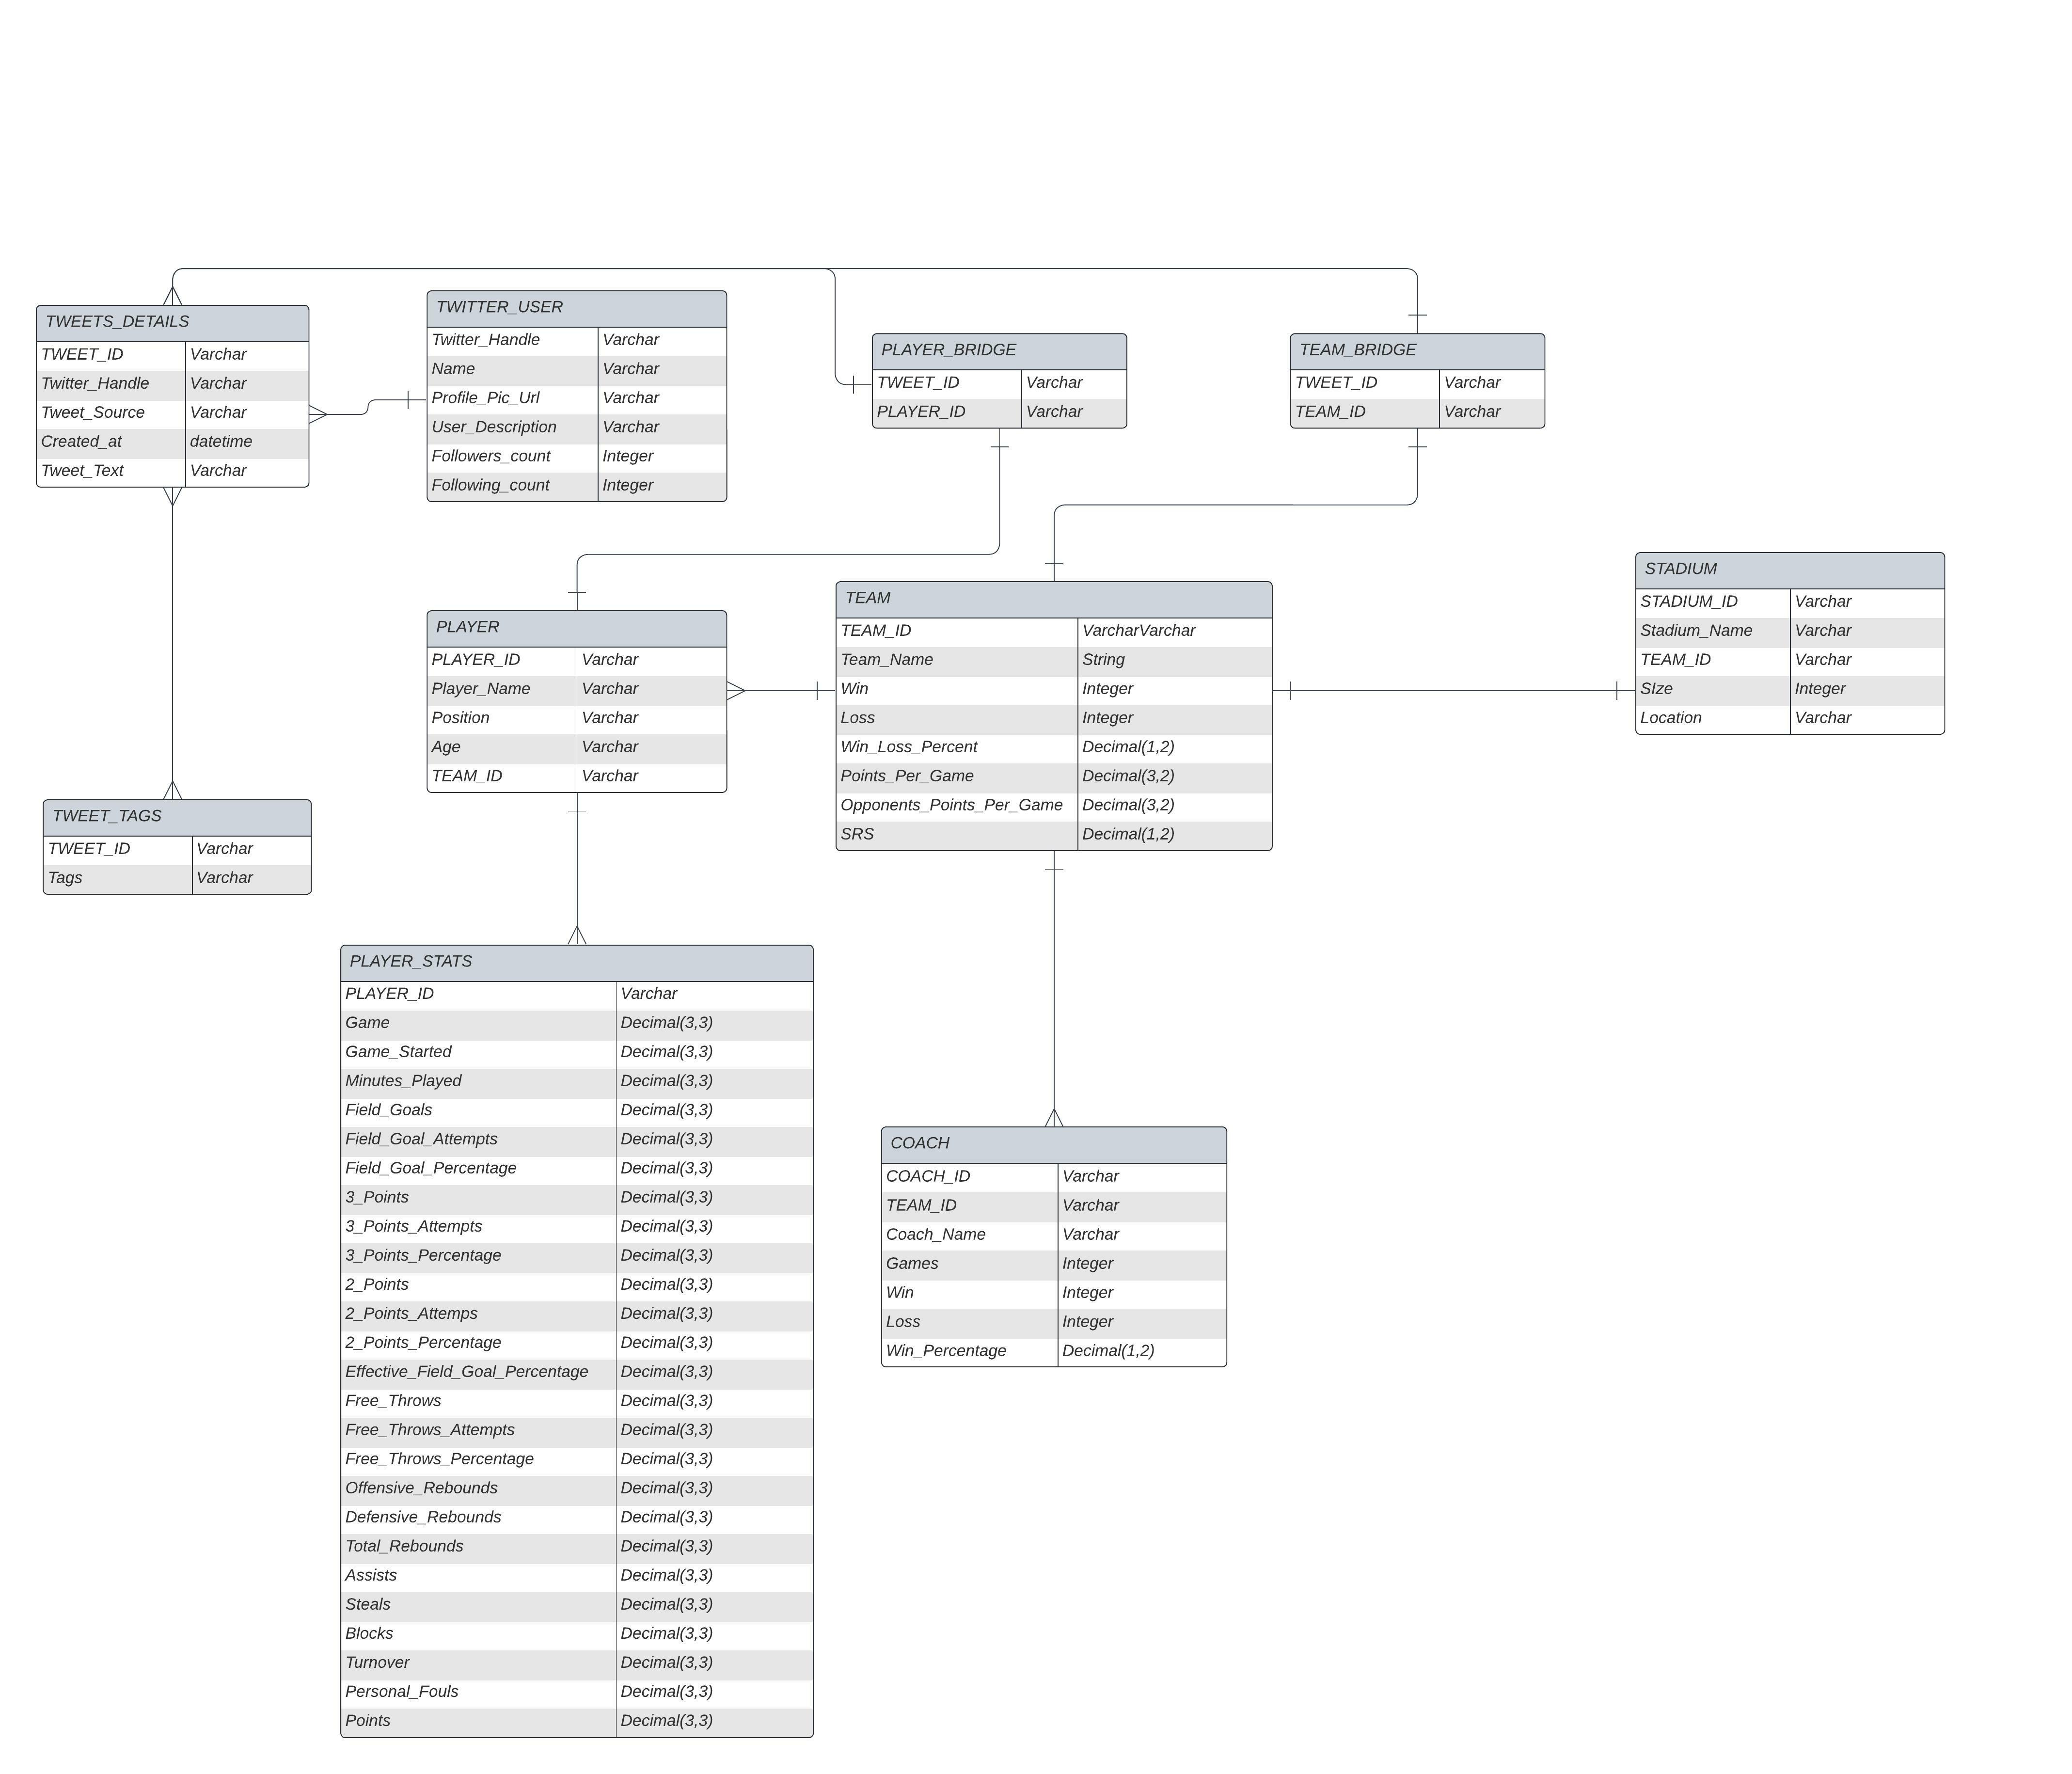 TWEETS_DETAILS
TWEET_ID Varchar
Twitter_Handle Varchar
Tweet_Source Varchar
Created_at datetime
Tweet_Text Varchar
TWITTER_USER
Twitter_Handle Varchar
Name Varchar
Profile_Pic_Url Varchar
User_Description Varchar
Followers_count Integer
Following_count Integer
PLAYER_BRIDGE
TWEET_ID Varchar
PLAYER_ID Varchar
TEAM_BRIDGE
TWEET_ID Varchar
TEAM_ID Varchar
STADIUM
STADIUM_ID Varchar
Stadium_Name Varchar
TEAM_ID Varchar
SIze Integer
Location Varchar
TEAM
TEAM_ID VarcharVarchar
Team_Name String
Win Integer
Loss Integer
Win_Loss_Percent Decimal(1,2)
Points_Per_Game Decimal(3,2)
Opponents_Points_Per_Game Decimal(3,2)
SRS Decimal(1,2)
PLAYER
PLAYER_ID Varchar
Player_Name Varchar
Position Varchar
Age Varchar
TEAM_ID Varchar
TWEET_TAGS
TWEET_ID Varchar
Tags Varchar
PLAYER_STATS
PLAYER_ID Varchar
Game Decimal(3,3)
Game_Started Decimal(3,3)
Minutes_Played Decimal(3,3)
Field_Goals Decimal(3,3)
Field_Goal_Attempts Decimal(3,3)
Field_Goal_Percentage Decimal(3,3)
3_Points Decimal(3,3)
3_Points_Attempts Decimal(3,3)
3_Points_Percentage Decimal(3,3)
2_Points Decimal(3,3)
2_Points_Attemps Decimal(3,3)
2_Points_Percentage Decimal(3,3)
Effective_Field_Goal_Percentage Decimal(3,3)
Free_Throws Decimal(3,3)
Free_Throws_Attempts Decimal(3,3)
Free_Throws_Percentage Decimal(3,3)
Offensive_Rebounds Decimal(3,3)
Defensive_Rebounds Decimal(3,3)
Total_Rebounds Decimal(3,3)
Assists Decimal(3,3)
Steals Decimal(3,3)
Blocks Decimal(3,3)
Turnover Decimal(3,3)
Personal_Fouls Decimal(3,3)
Points Decimal(3,3)
COACH
COACH_ID Varchar
TEAM_ID Varchar
Coach_Name Varchar
Games Integer
Win Integer
Loss Integer
Win_Percentage Decimal(1,2)